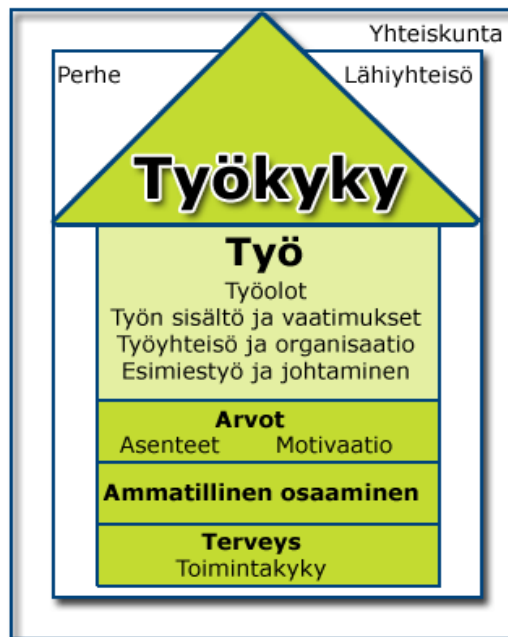 Yhteiskunta
Perhe
Lähiyhteisö
Työkyky
Työ
Työolot
Työn sisältö ja vaatimukset
Työyhteisö ja organisaatio
Esimiestyö ja johtaminen
Arvot
Asenteet Motivaatio
Ammatillinen osaaminen
Terveys
Toimintakyky